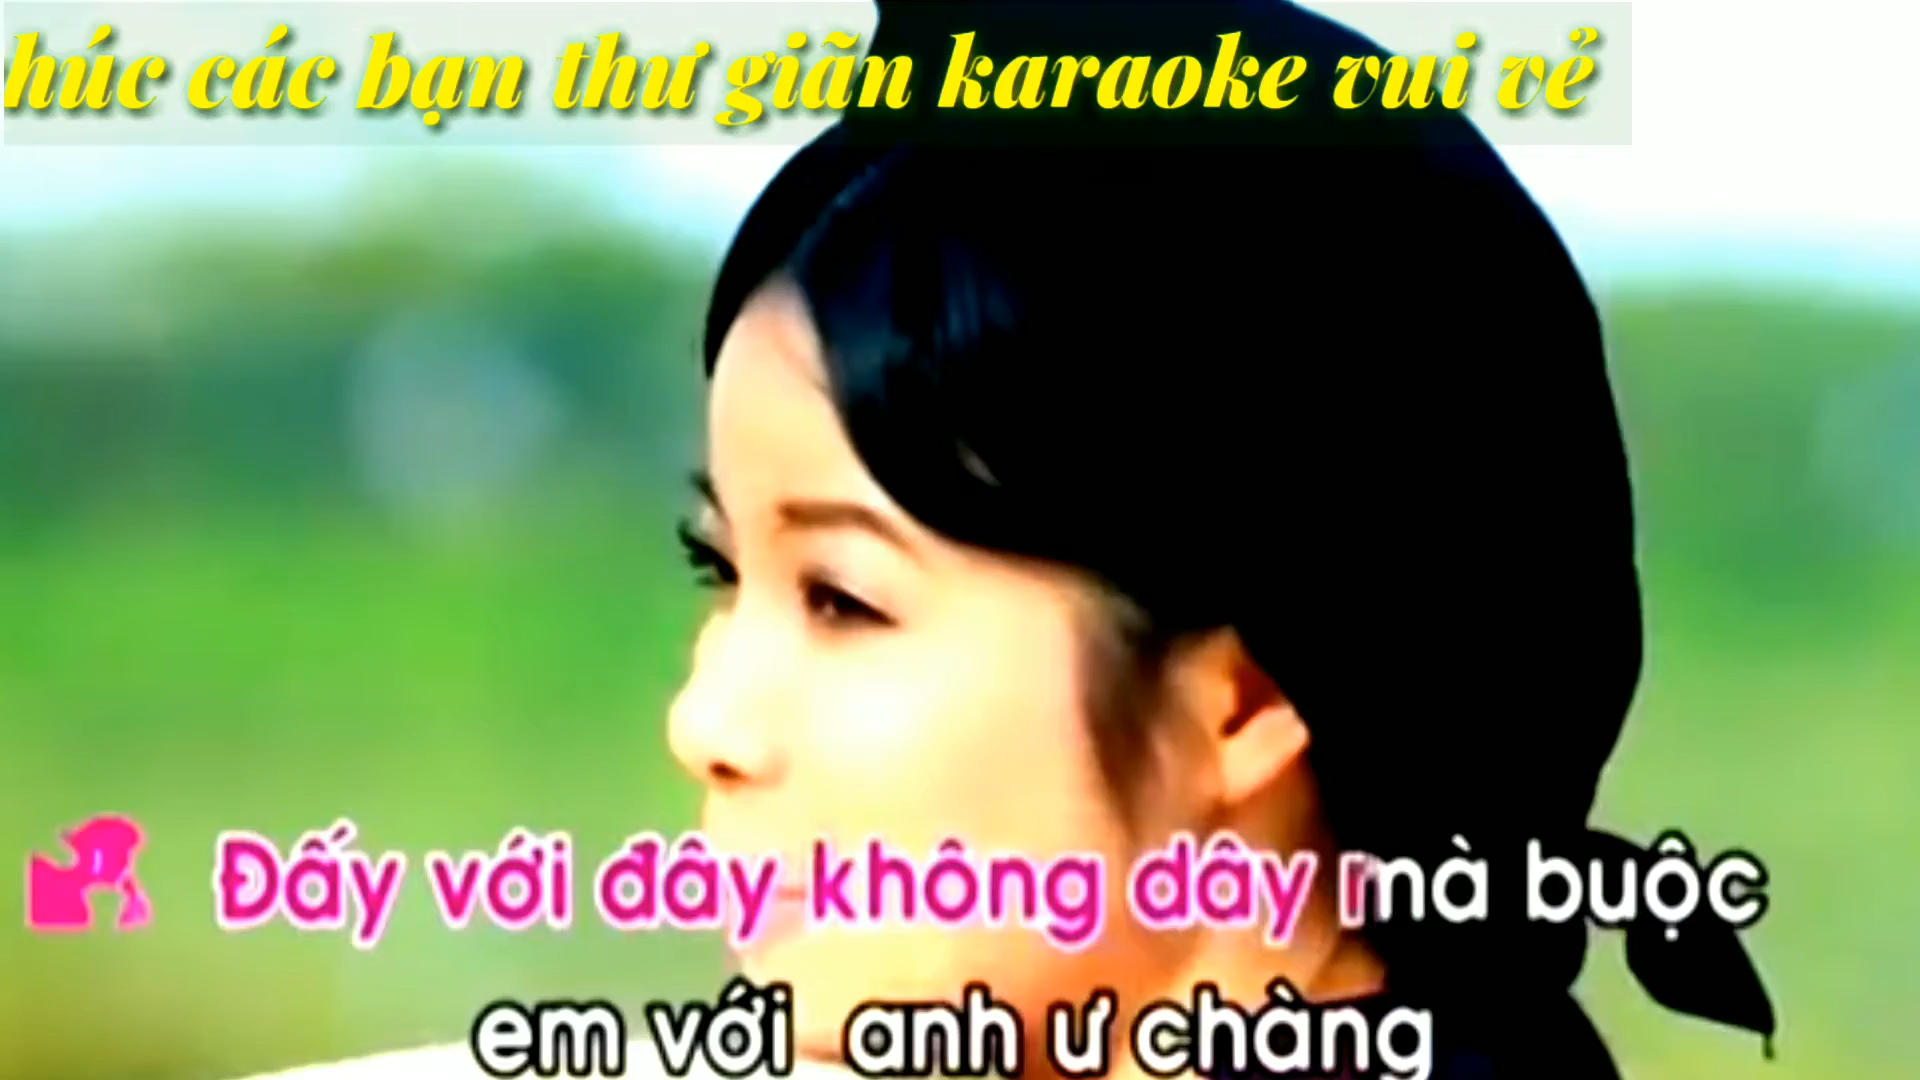 húc các bạn thư giãn karaoke vui vẻ
Đấy với đây không dây mà buộc
em với anh ư chàng